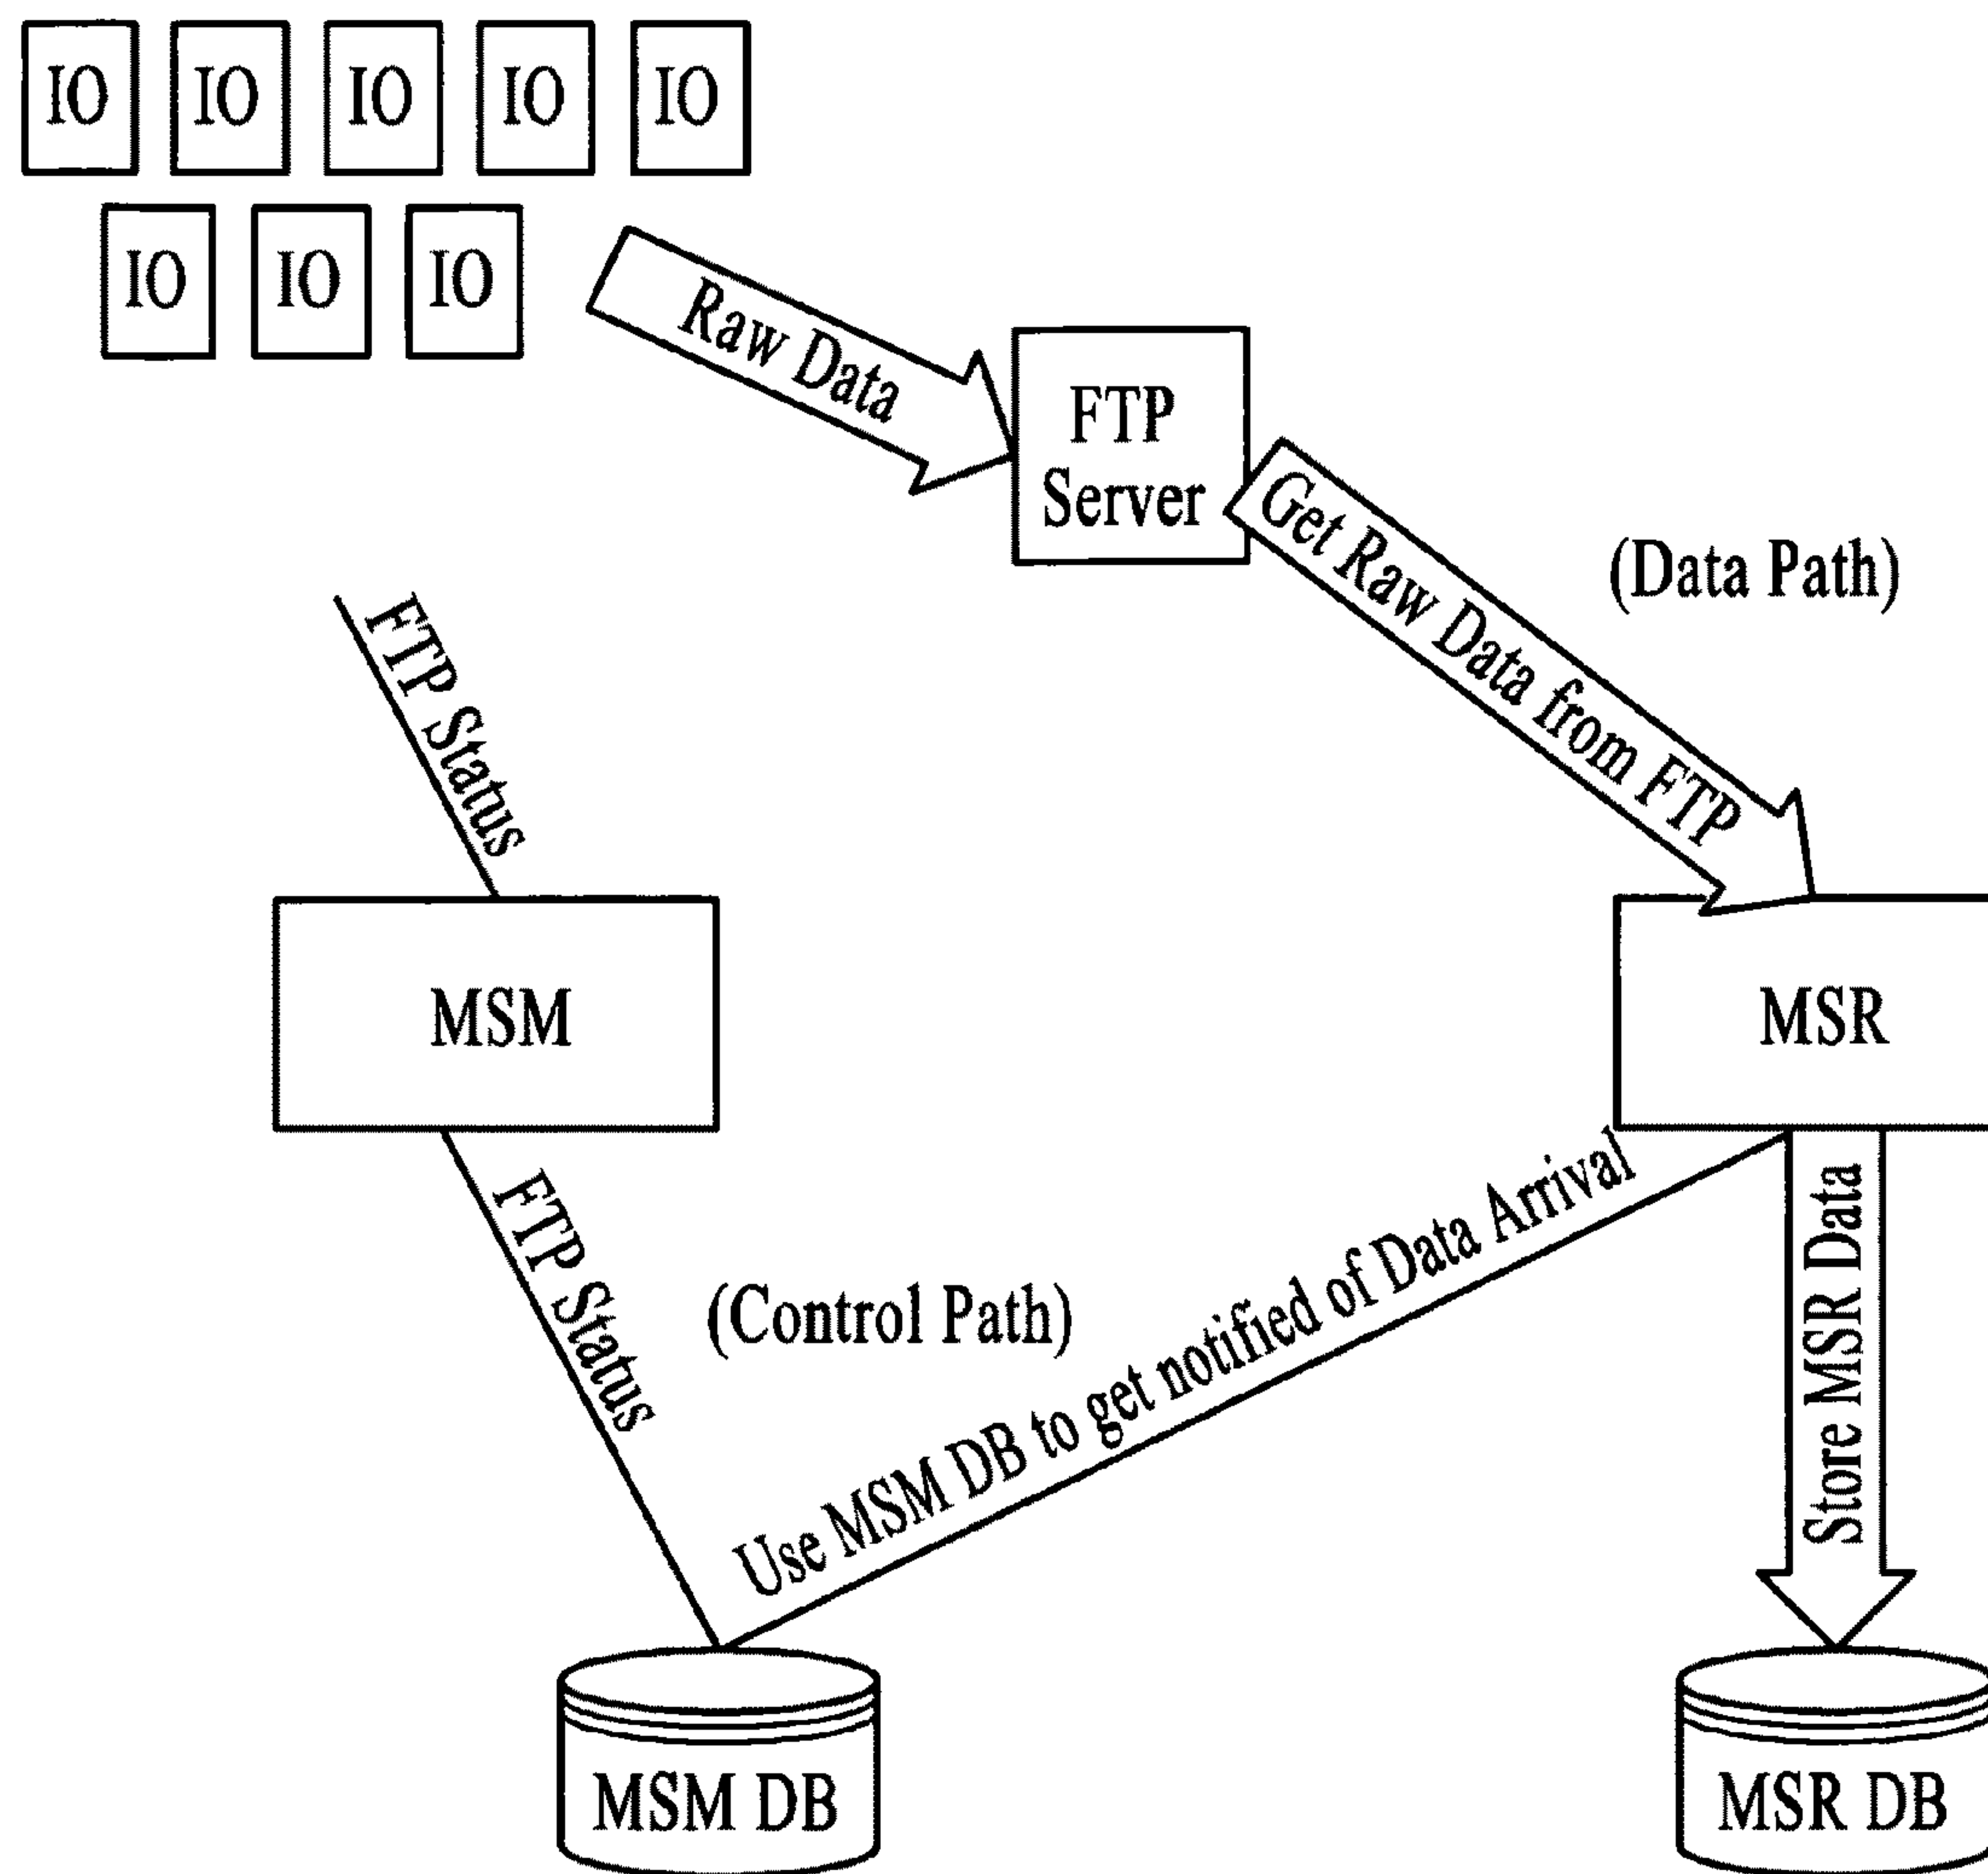 IO IO IO IO IO
IO IO IO
Raw Data
FTP
Server
Get Raw Data from FTP
(Data Path)
FTP Status
MSM
MSR
FTP Status
(Control Path)
Use MSM DB to get notified of Data Arrival
Store MSR Data
MSM DB
MSR DB